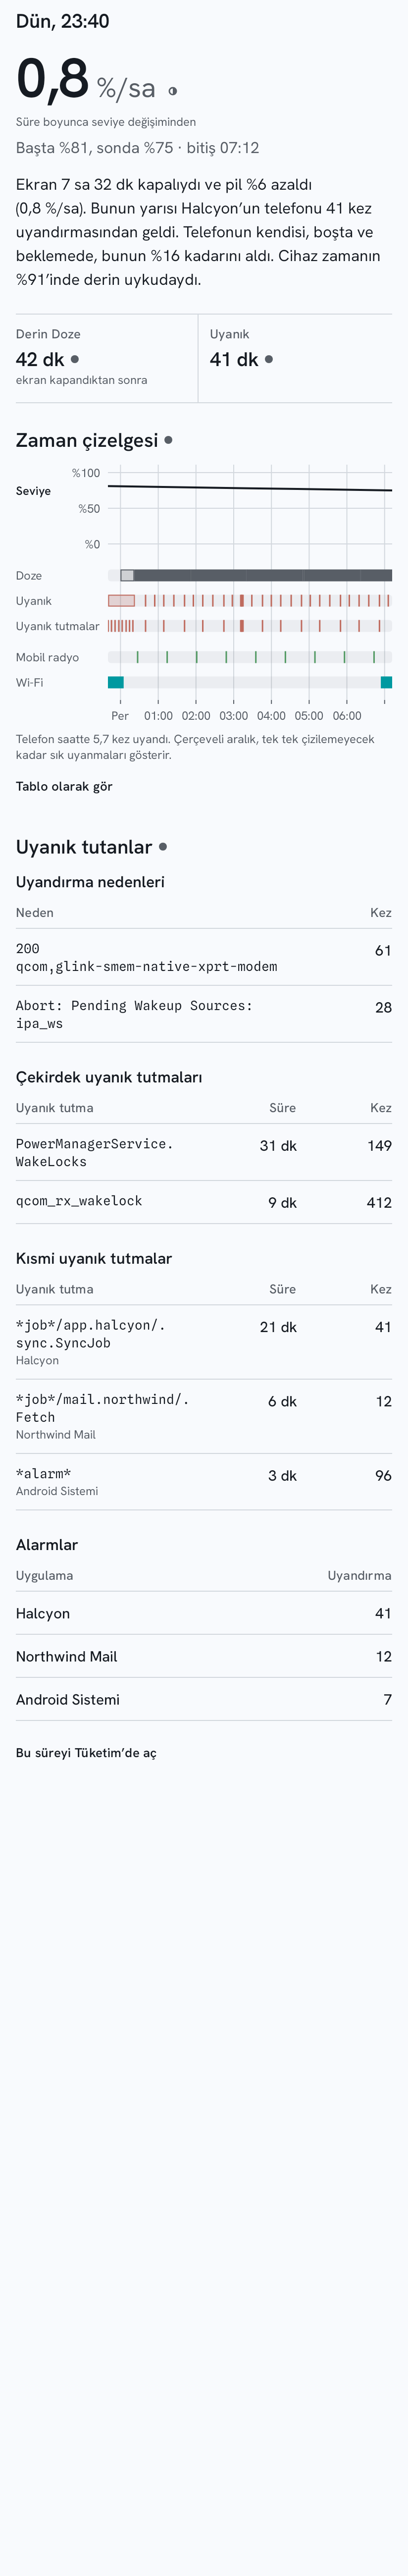 Dün, 23:40
0,8 %/sa
Süre boyunca seviye değişiminden
Başta %81, sonda %75 · bitiş 07:12
Ekran 7 sa 32 dk kapalıydı ve pil %6 azaldı
(0,8 %/sa). Bunun yarısı Halcyon’un telefonu 41 kez
uyandırmasından geldi. Telefonun kendisi, boşta ve
beklemede, bunun %16 kadarını aldı. Cihaz zamanın
%91’inde derin uykudaydı.
Derin Doze
42 dk
ekran kapandıktan sonra
Uyanık
41 dk
Zaman çizelgesi
Seviye
%100
%50
%0
Doze
Uyanık
Uyanık tutmalar
Mobil radyo
Wi-Fi
Per 01:00 02:00 03:00 04:00 05:00 06:00
Telefon saatte 5,7 kez uyandı. Çerçeveli aralık, tek tek çizilemeyecek
kadar sık uyanmaları gösterir.
Tablo olarak gör
Uyanık tutanlar
Uyandırma nedenleri
Neden Kez
200
qcom,glink-smem-native-xprt-modem 61
Abort: Pending Wakeup Sources:
ipa_ws 28
Çekirdek uyanık tutmaları
Uyanık tutma Süre Kez
PowerManagerService.
WakeLocks 31 dk 149
qcom_rx_wakelock 9 dk 412
Kısmi uyanık tutmalar
Uyanık tutma Süre Kez
*job*/app.halcyon/.
sync.SyncJob 21 dk 41
Halcyon
*job*/mail.northwind/.
Fetch 6 dk 12
Northwind Mail
*alarm* 3 dk 96
Android Sistemi
Alarmlar
Uygulama Uyandırma
Halcyon 41
Northwind Mail 12
Android Sistemi 7
Bu süreyi Tüketim’de aç